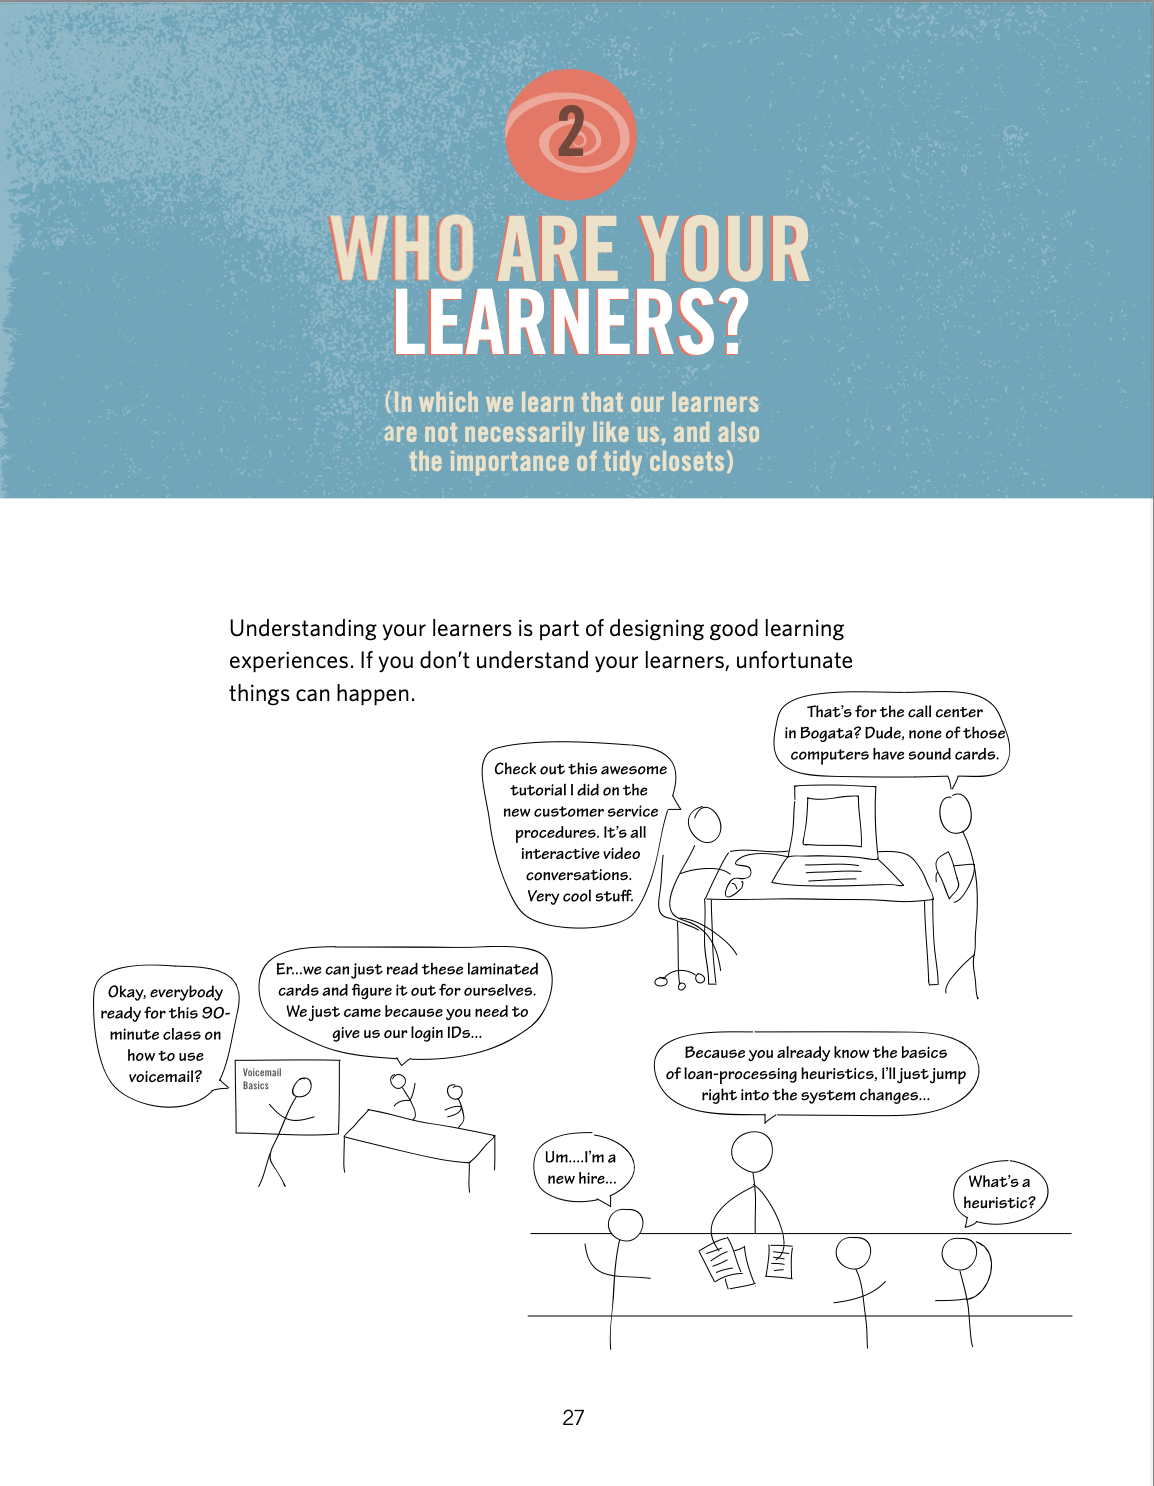 2
WHO ARE YOUR
LEARNERS?
(In which we learn that our learners
are not necessarily like us, and also
the importance of tidy closets)
Understanding your learners is part of designing good learning
experiences. If you don’t understand your learners, unfortunate
things can happen.
That’s for the call center
in Bogata? Dude, none of those
computers have sound cards.
Check out this awesome
tutorial I did on the
new customer service
procedures. It’s all
interactive video
conversations.
Very cool stuff.
Okay, everybody
ready for this 90-
minute class on
how to use
voicemail?
Er...we can just read these laminated
cards and figure it out for ourselves.
We just came because you need to
give us our login IDs...
Voicemail
Basics
Because you already know the basics
of loan-processing heuristics, I’ll just jump
right into the system changes...
Um....I’m a
new hire...
What’s a
heuristic?
27